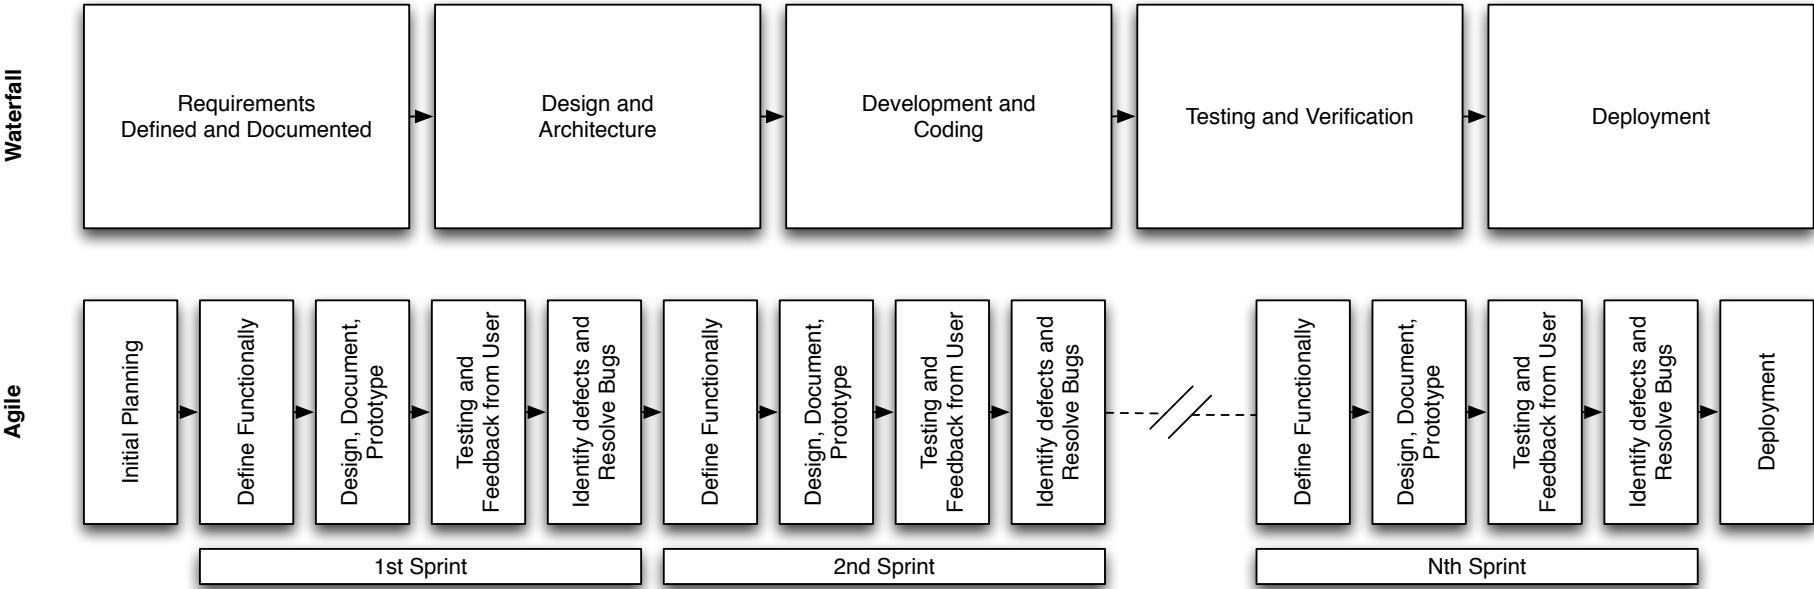 Waterfall
Requirements
Defined and Documented
Design and
Architecture
Development and
Coding
Testing and Verification
Deployment
Agile
Initial Planning
Define Functionally
Design, Document,
Prototype
Testing and
Feedback from User
Identify defects and
Resolve Bugs
Define Functionally
Design, Document,
Prototype
Testing and
Feedback from User
Identify defects and
Resolve Bugs
Define Functionally
Design, Document,
Prototype
Testing and
Feedback from User
Identify defects and
Resolve Bugs
Deployment
1st Sprint
2nd Sprint
Nth Sprint